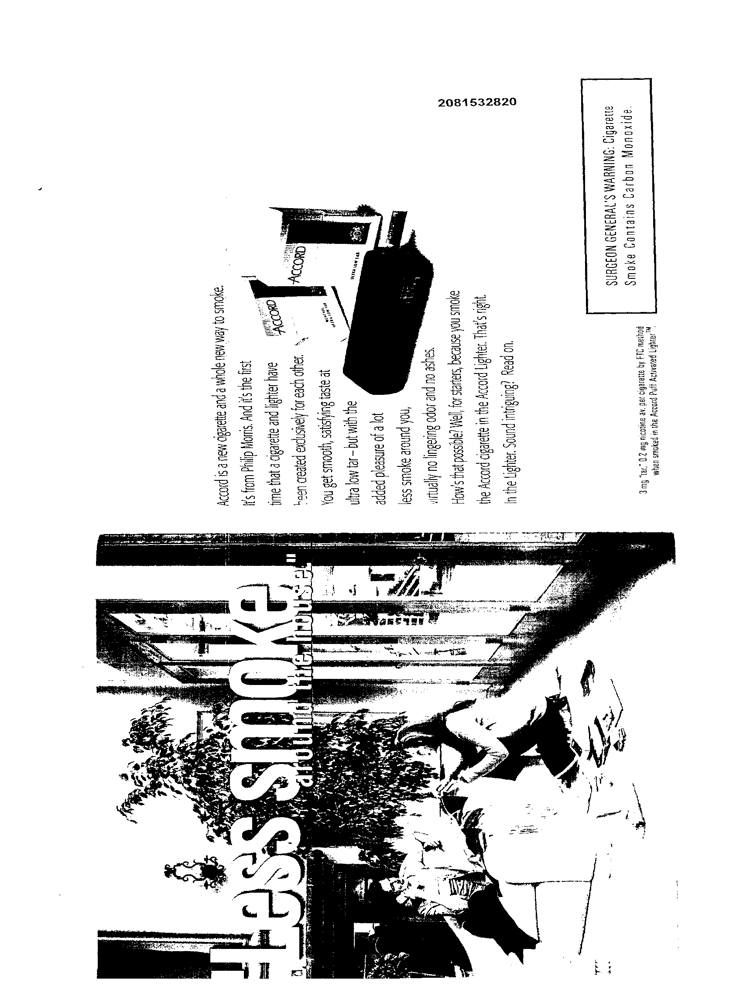 2081532820
"Less smoke
around the house."
Accord is a new cigarette and a whole new way to smoke.
It's from Philip Morris. And it's the first
time that a cigarette and lighter have
been created exclusively for each other.
You get smooth, satisfying taste at
ultra low tar – but with the
added pleasure of a lot
less smoke around you,
virtually no lingering odor and no ashes.
How's that possible? Well, for starters, because you smoke
the Accord cigarette in the Accord Lighter. That's right.
In the Lighter. Sound intriguing? Read on.
ACCORD
ACCORD
3 mg "tar," 0.2 mg nicotine av. per cigarette by FTC method
when smoked in the Accord Puff Activated Lighter™
SURGEON GENERAL'S WARNING: Cigarette
Smoke Contains Carbon Monoxide.